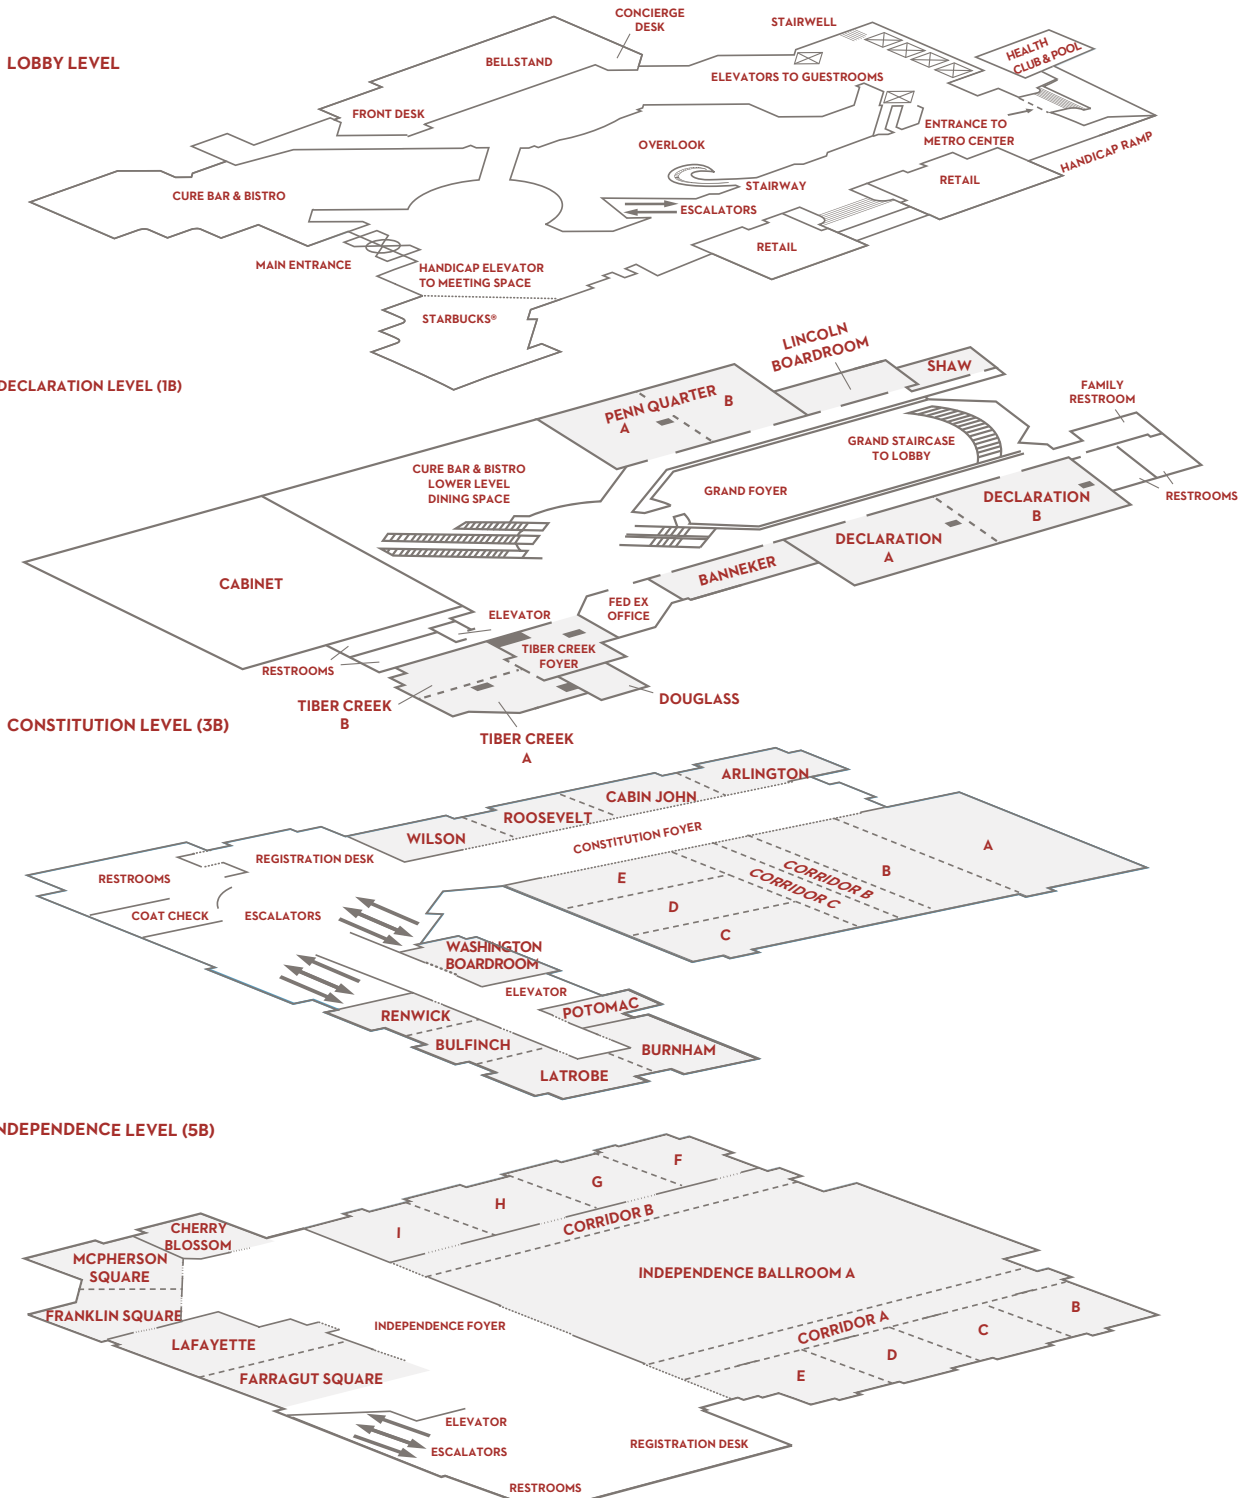 LOBBY LEVEL
CONCIERGE
DESK
STAIRWELL
BELLSTAND
HEALTH
CLUB & POOL
ELEVATORS TO GUESTROOMS
FRONT DESK
ENTRANCE TO
METRO CENTER
OVERLOOK
HANDICAP RAMP
CURE BAR & BISTRO
STAIRWAY
RETAIL
ESCALATORS
RETAIL
MAIN ENTRANCE
HANDICAP ELEVATOR
TO MEETING SPACE
STARBUCKS®
DECLARATION LEVEL (1B)
LINCOLN
BOARDROOM
SHAW
FAMILY
RESTROOM
PENN QUARTER
A
B
GRAND STAIRCASE
TO LOBBY
CURE BAR & BISTRO
LOWER LEVEL
DINING SPACE
GRAND FOYER
DECLARATION
B
RESTROOMS
DECLARATION
A
CABINET
BANNEKER
FED EX
OFFICE
ELEVATOR
TIBER CREEK
FOYER
RESTROOMS
DOUGLASS
TIBER CREEK
B
TIBER CREEK
A
CONSTITUTION LEVEL (3B)
ARLINGTON
CABIN JOHN
ROOSEVELT
WILSON
CONSTITUTION FOYER
REGISTRATION DESK
A
RESTROOMS
E
CORRIDOR B
B
CORRIDOR C
D
COAT CHECK
ESCALATORS
C
WASHINGTON
BOARDROOM
ELEVATOR
POTOMAC
RENWICK
BULFINCH
BURNHAM
LATROBE
NDEPENDENCE LEVEL (5B)
F
G
H
I
CORRIDOR B
CHERRY
BLOSSOM
MCPHERSON
SQUARE
INDEPENDENCE BALLROOM A
FRANKLIN SQUARE
INDEPENDENCE FOYER
CORRIDOR A
B
C
D
E
LAFAYETTE
FARRAGUT SQUARE
ELEVATOR
ESCALATORS
REGISTRATION DESK
RESTROOMS